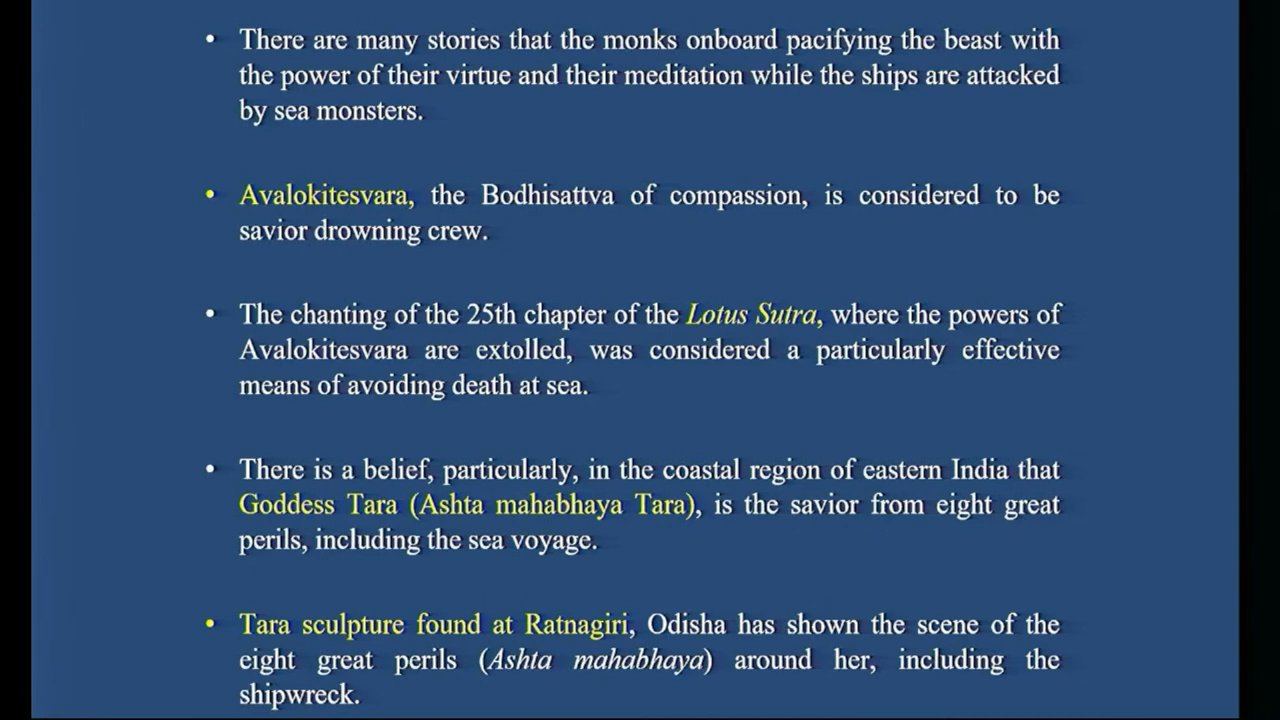 • There are many stories that the monks onboard pacifying the beast with
the power of their virtue and their meditation while the ships are attacked
by sea monsters.
• Avalokitesvara, the Bodhisattva of compassion, is considered to be
savior drowning crew.
• The chanting of the 25th chapter of the Lotus Sutra, where the powers of
Avalokitesvara are extolled, was considered a particularly effective
means of avoiding death at sea.
• There is a belief, particularly, in the coastal region of eastern India that
Goddess Tara (Ashta mahabhaya Tara), is the savior from eight great
perils, including the sea voyage.
• Tara sculpture found at Ratnagiri, Odisha has shown the scene of the
eight great perils (Ashta mahabhaya) around her, including the
shipwreck.